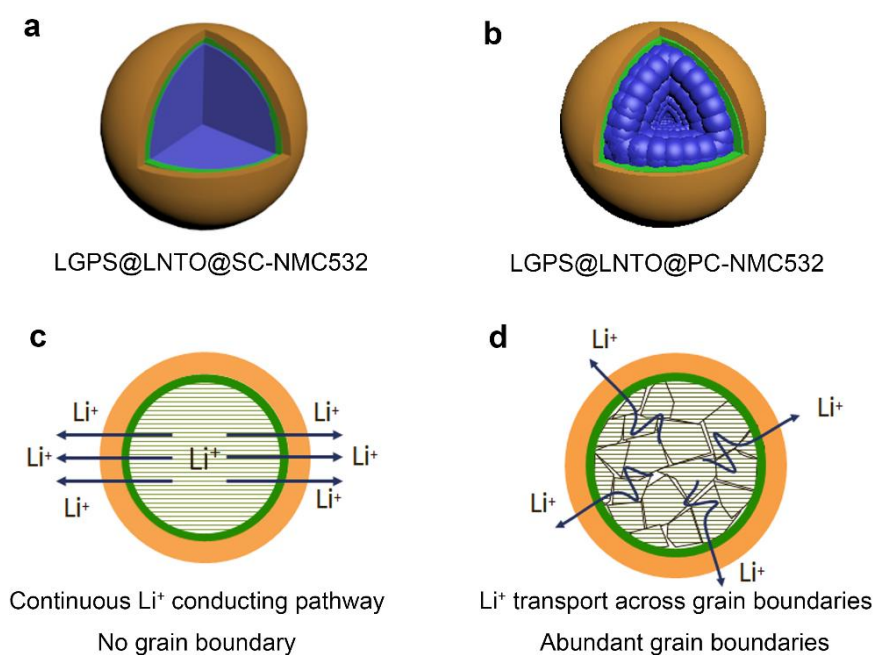 a
b
LGPS@LNTO@SC-NMC532
LGPS@LNTO@PC-NMC532
c
d
Li⁺
Li⁺
Li⁺
Li⁺
Li⁺
Li⁺
Li⁺
Li⁺
Li⁺
Li⁺
Li⁺
Continuous Li⁺ conducting pathway
No grain boundary
Li⁺ transport across grain boundaries
Abundant grain boundaries